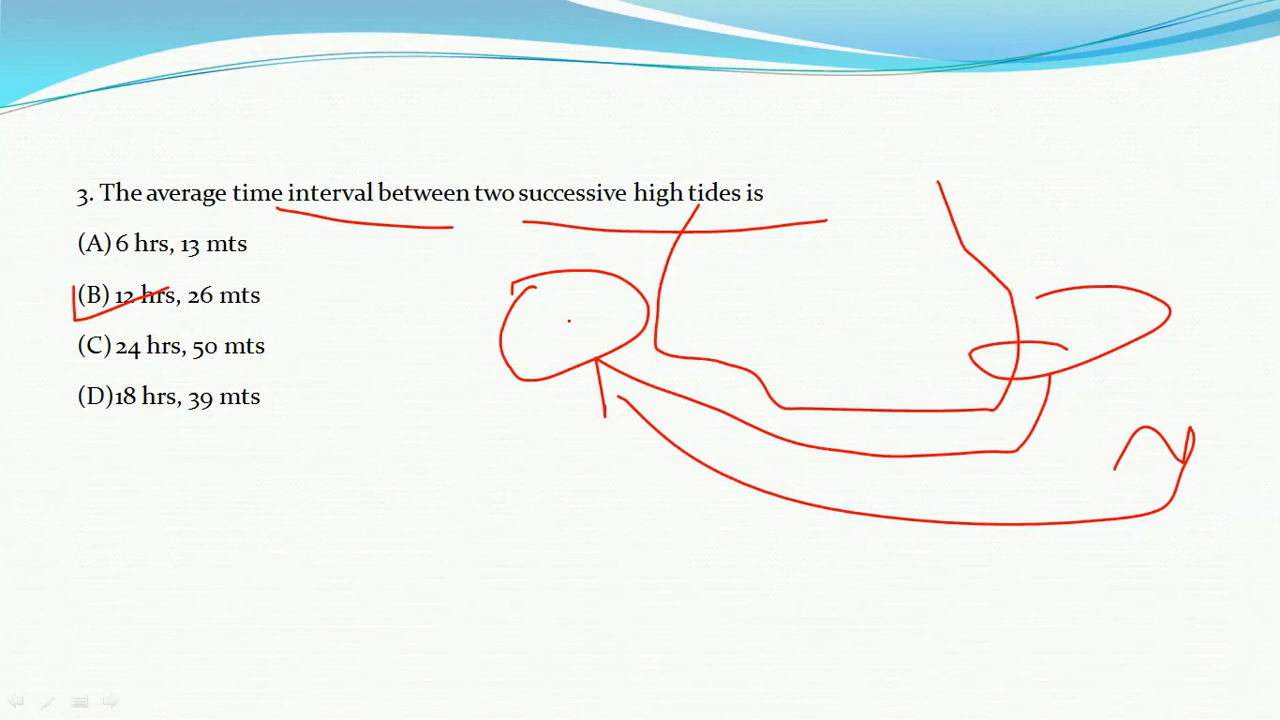 3. The average time interval between two successive high tides is
(A) 6 hrs, 13 mts
(B) 12 hrs, 26 mts
(C) 24 hrs, 50 mts
(D)18 hrs, 39 mts